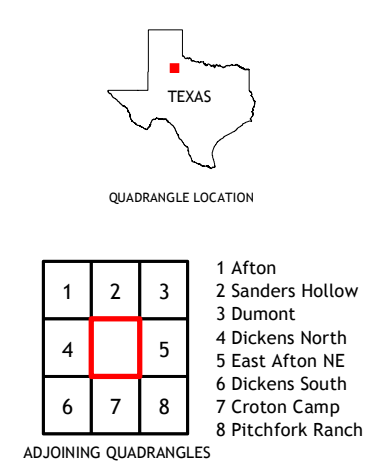 TEXAS
QUADRANGLE LOCATION
1 2 3
4 5
6 7 8
1 Afton
2 Sanders Hollow
3 Dumont
4 Dickens North
5 East Afton NE
6 Dickens South
7 Croton Camp
8 Pitchfork Ranch
ADJOINING QUADRANGLES